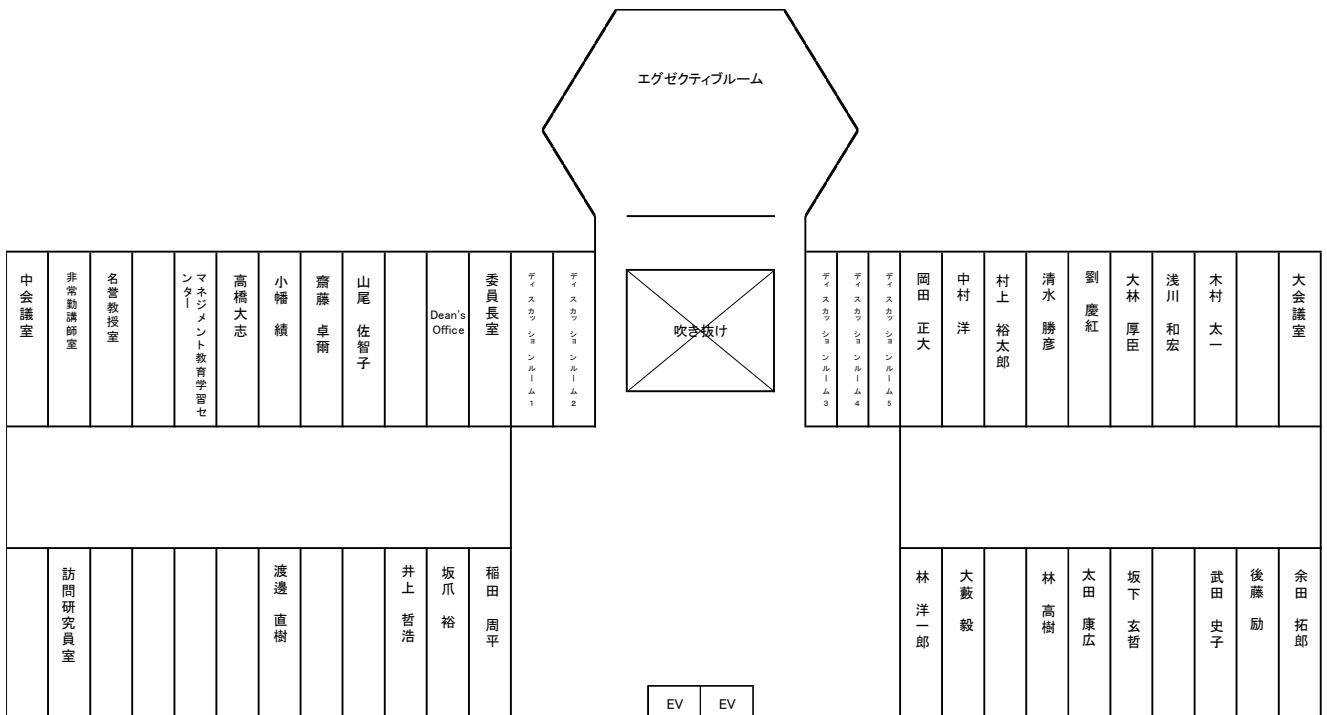 エグゼクティブルーム
中会議室
非常勤講師室
名誉教授室
マネジメント教育学習セ
ンター
高橋大志
小幡 績
齋藤 卓爾
山尾 佐智子
Dean's
Office
委員長室
ディスカッションルーム1
ディスカッションルーム2
吹き抜け
ディスカッションルーム3
ディスカッションルーム4
ディスカッションルーム5
岡田 正大
中村 洋
村上 裕太郎
清水 勝彦
劉 慶紅
大林 厚臣
浅川 和宏
木村 太一
大会議室
訪問研究員室
渡邊 直樹
井上 哲浩
坂爪 裕
稲田 周平
EV
EV
林 洋一郎
大藪 毅
林 高樹
太田 康広
坂下 玄哲
武田 史子
後藤 励
余田 拓郎